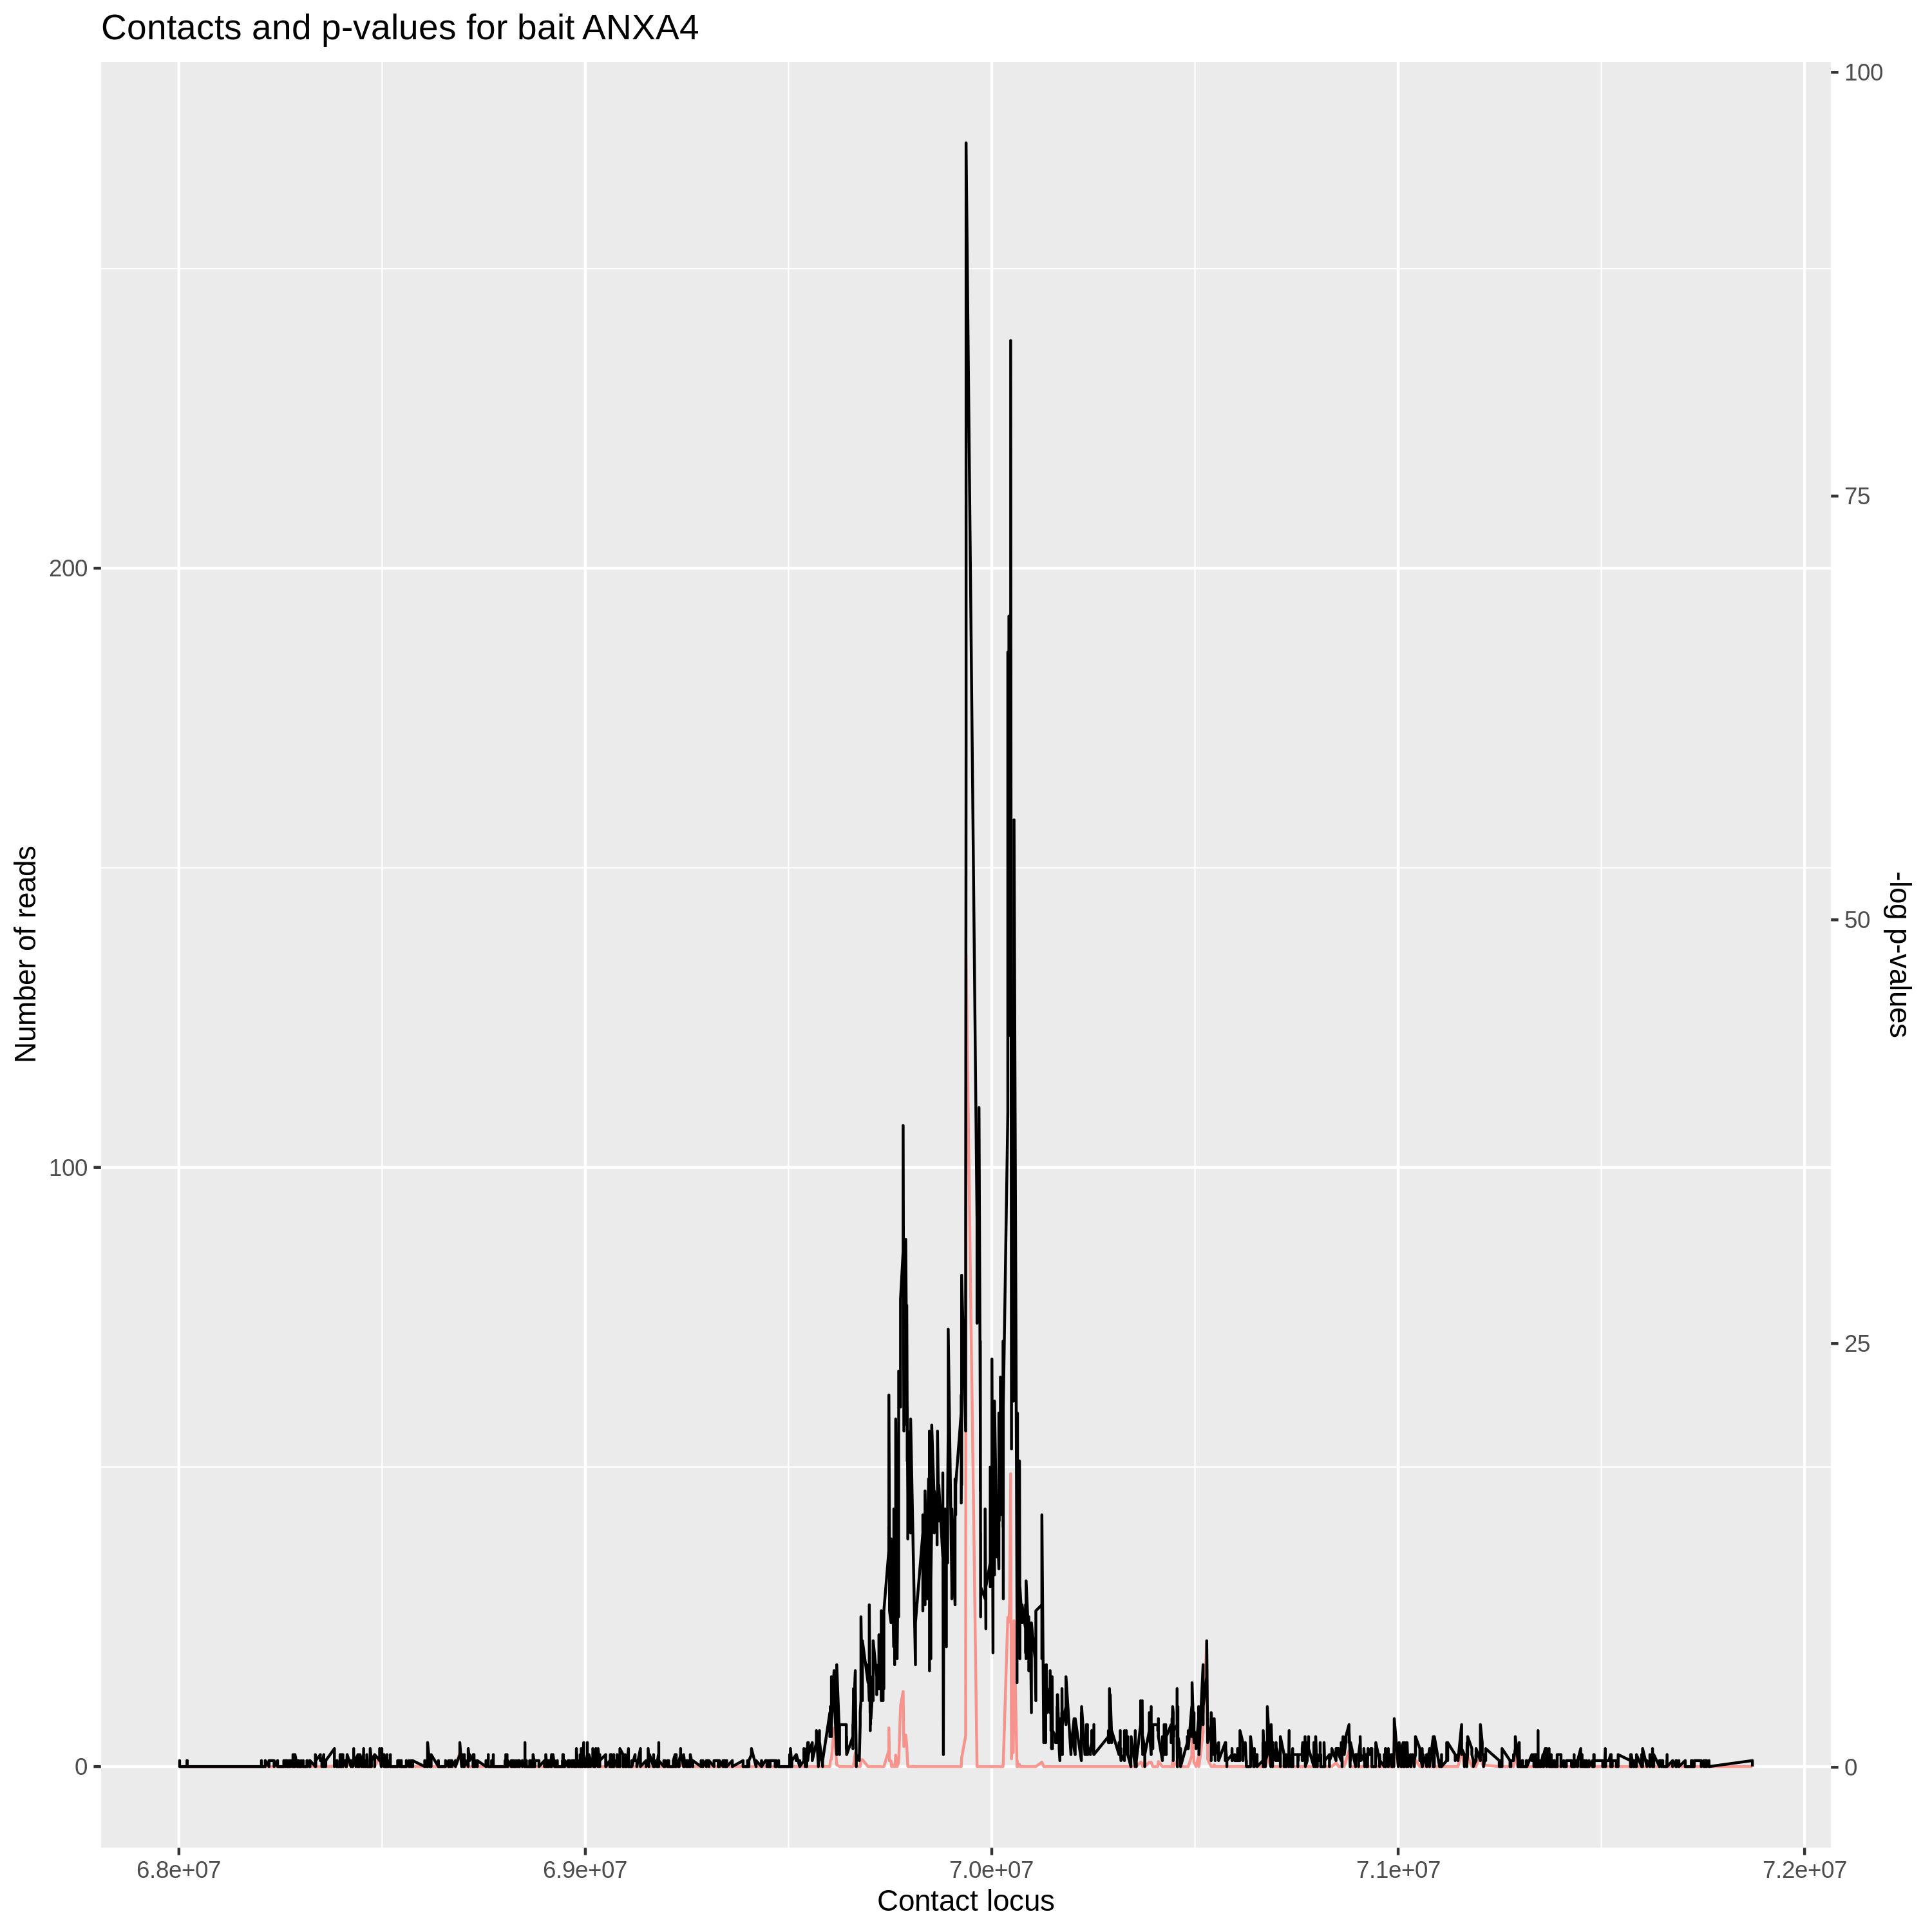 Contacts and p-values for bait ANXA4
Number of reads
200
100
0
100
75
50
25
0
-log p-values
6.8e+07 6.9e+07 7.0e+07 7.1e+07 7.2e+07
Contact locus